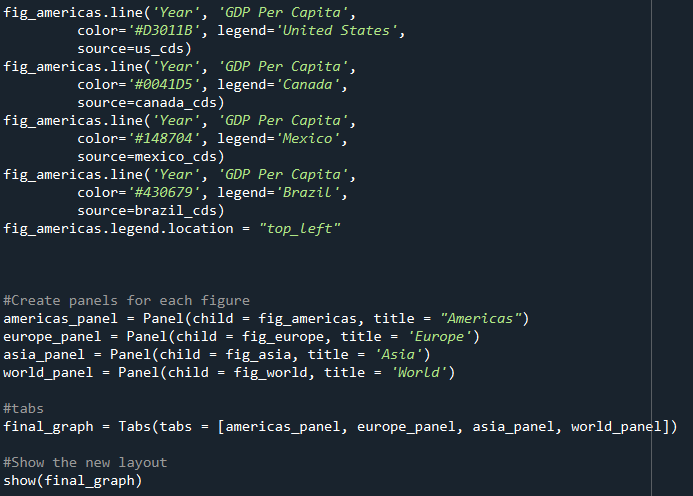 fig_americas.line('Year', 'GDP Per Capita',
        color='#D3011B', legend='United States',
        source=us_cds)
fig_americas.line('Year', 'GDP Per Capita',
        color='#0041D5', legend='Canada',
        source=canada_cds)
fig_americas.line('Year', 'GDP Per Capita',
        color='#148704', legend='Mexico',
        source=mexico_cds)
fig_americas.line('Year', 'GDP Per Capita',
        color='#430679', legend='Brazil',
        source=brazil_cds)
fig_americas.legend.location = "top_left"

#Create panels for each figure
americas_panel = Panel(child = fig_americas, title = "Americas")
europe_panel = Panel(child = fig_europe, title = 'Europe')
asia_panel = Panel(child = fig_asia, title = 'Asia')
world_panel = Panel(child = fig_world, title = 'World')

#tabs
final_graph = Tabs(tabs = [americas_panel, europe_panel, asia_panel, world_panel])

#Show the new layout
show(final_graph)